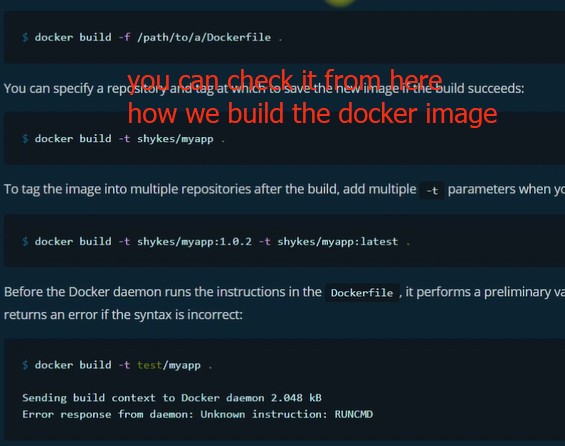 $ docker build -f /path/to/a/Dockerfile .
You can specify a repository and tag at which to save the new image if the build succeeds:
you can check it from here
how we build the docker image
$ docker build -t shykes/myapp .
To tag the image into multiple repositories after the build, add multiple -t parameters when yo
$ docker build -t shykes/myapp:1.0.2 -t shykes/myapp:latest .
Before the Docker daemon runs the instructions in the Dockerfile , it performs a preliminary va
returns an error if the syntax is incorrect:
$ docker build -t test/myapp .
Sending build context to Docker daemon 2.048 kB
Error response from daemon: Unknown instruction: RUNCMD